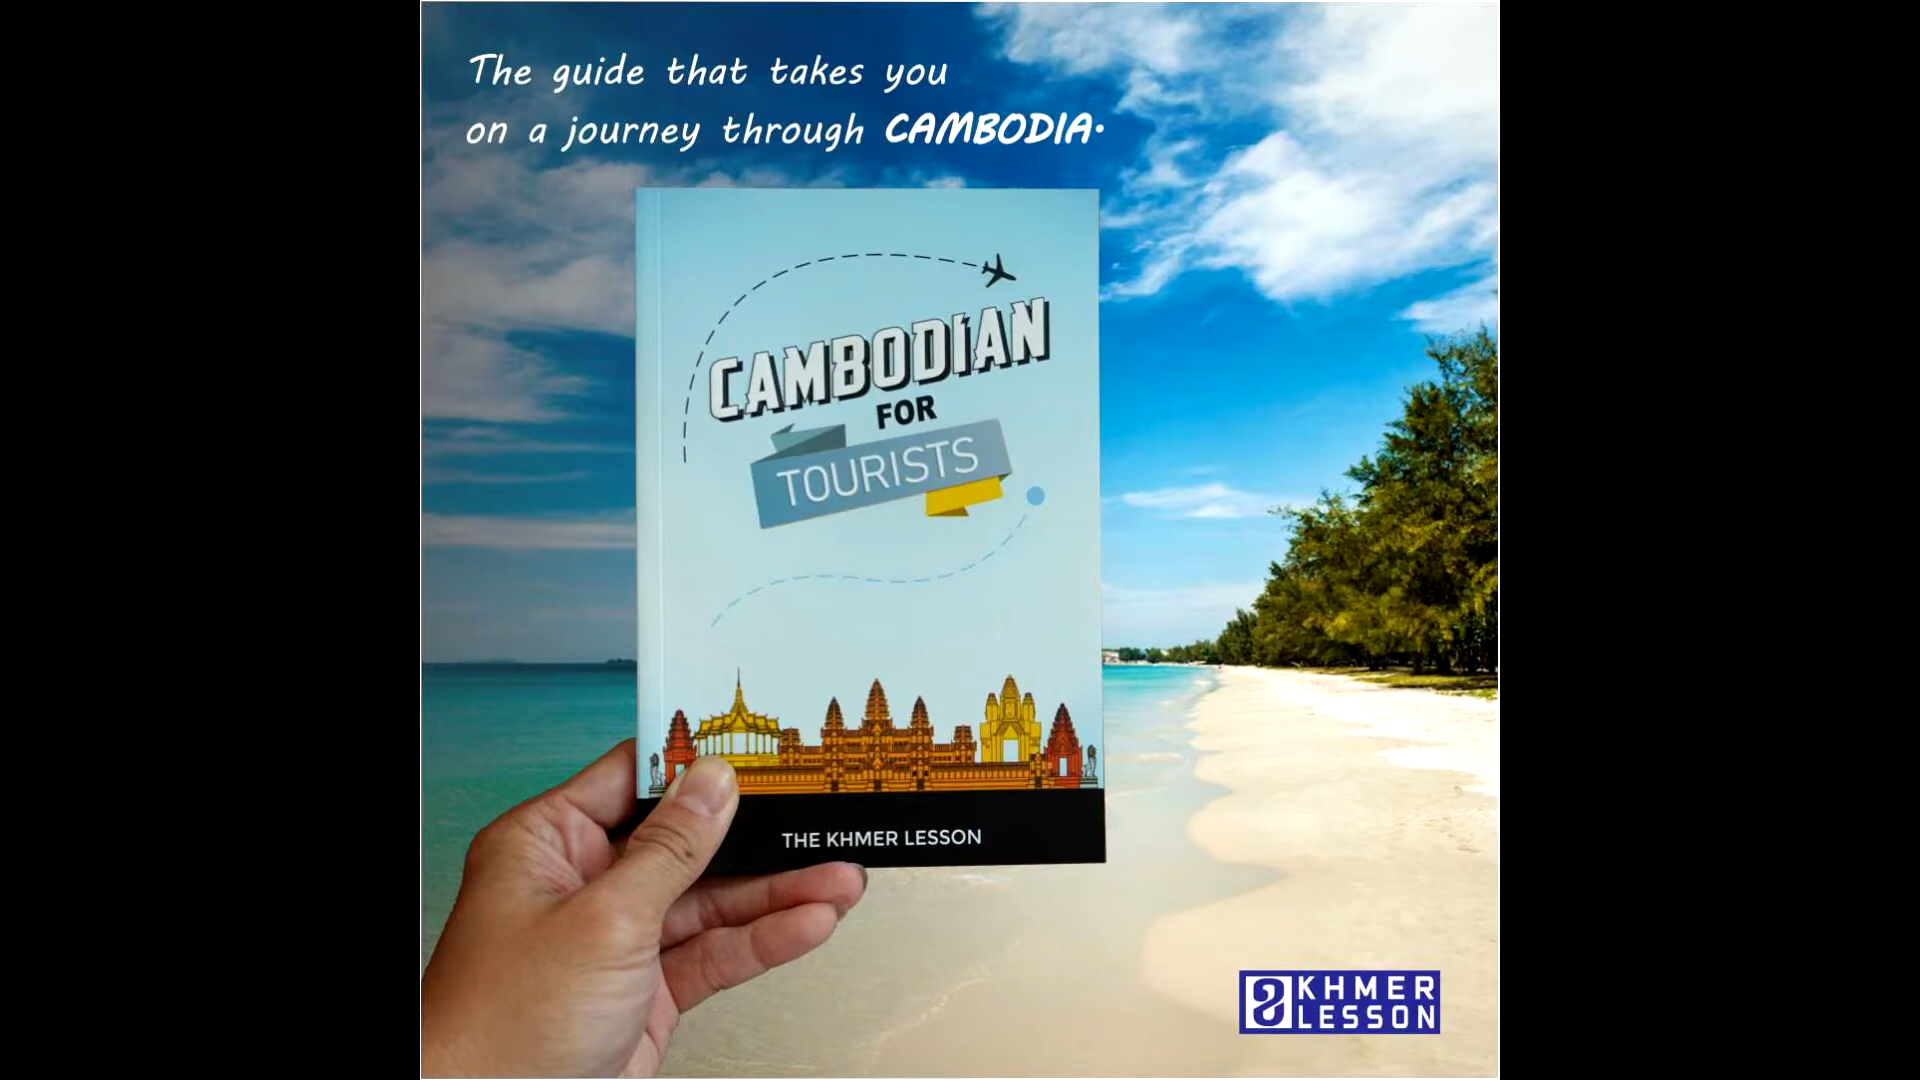 The guide that takes you
on a journey through CAMBODIA.
CAMBODIAN
FOR
TOURISTS
THE KHMER LESSON
KHMER
LESSON